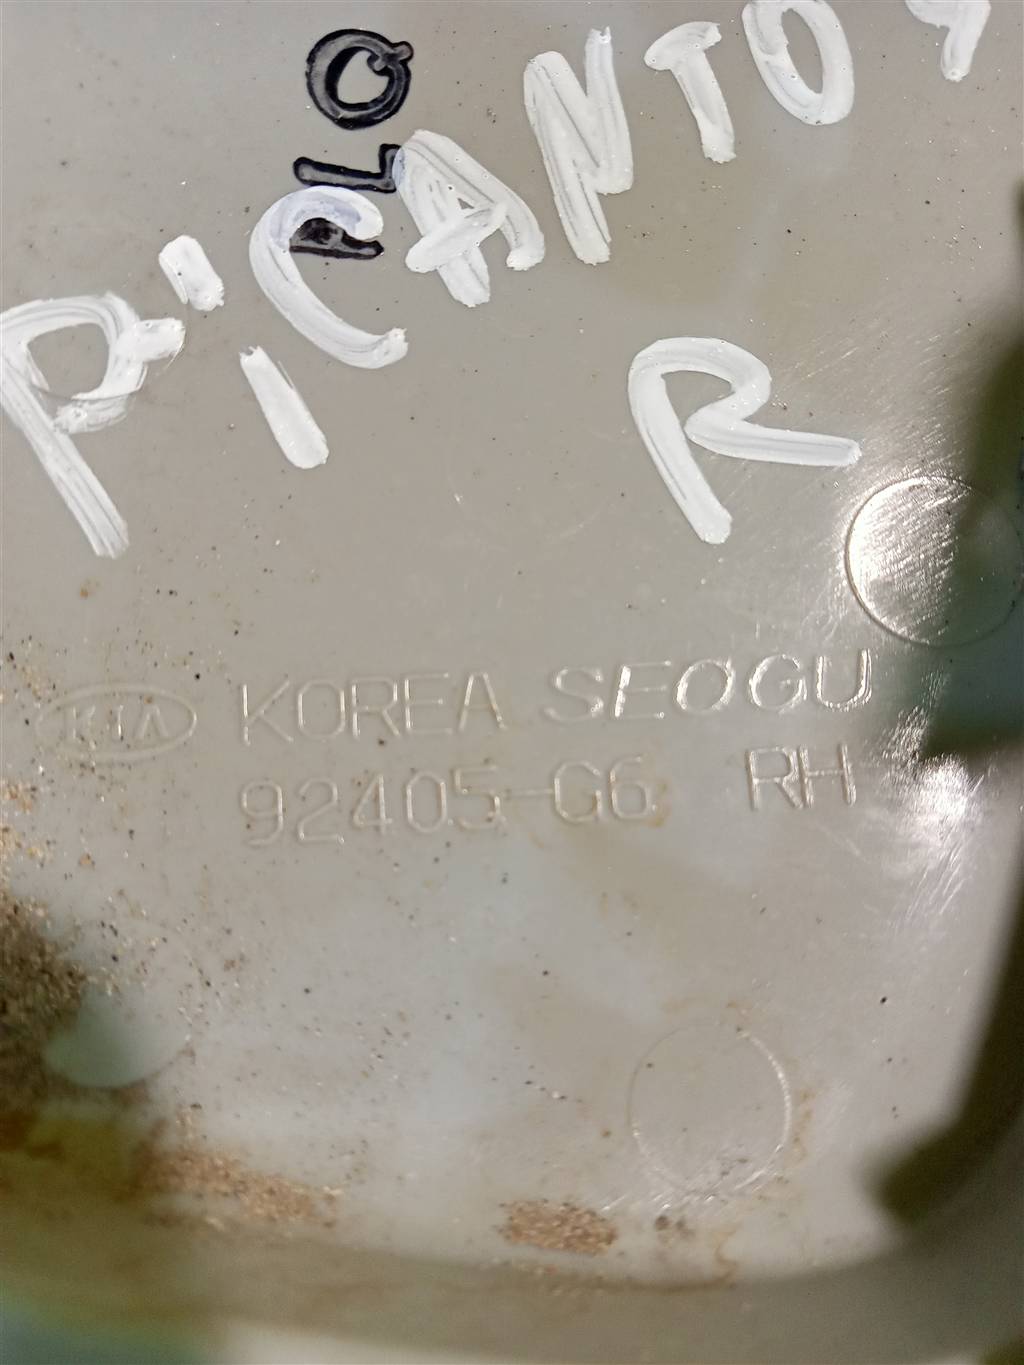 PiCANTO
R
KIA KOREA SEOGU
92405-G6 RH